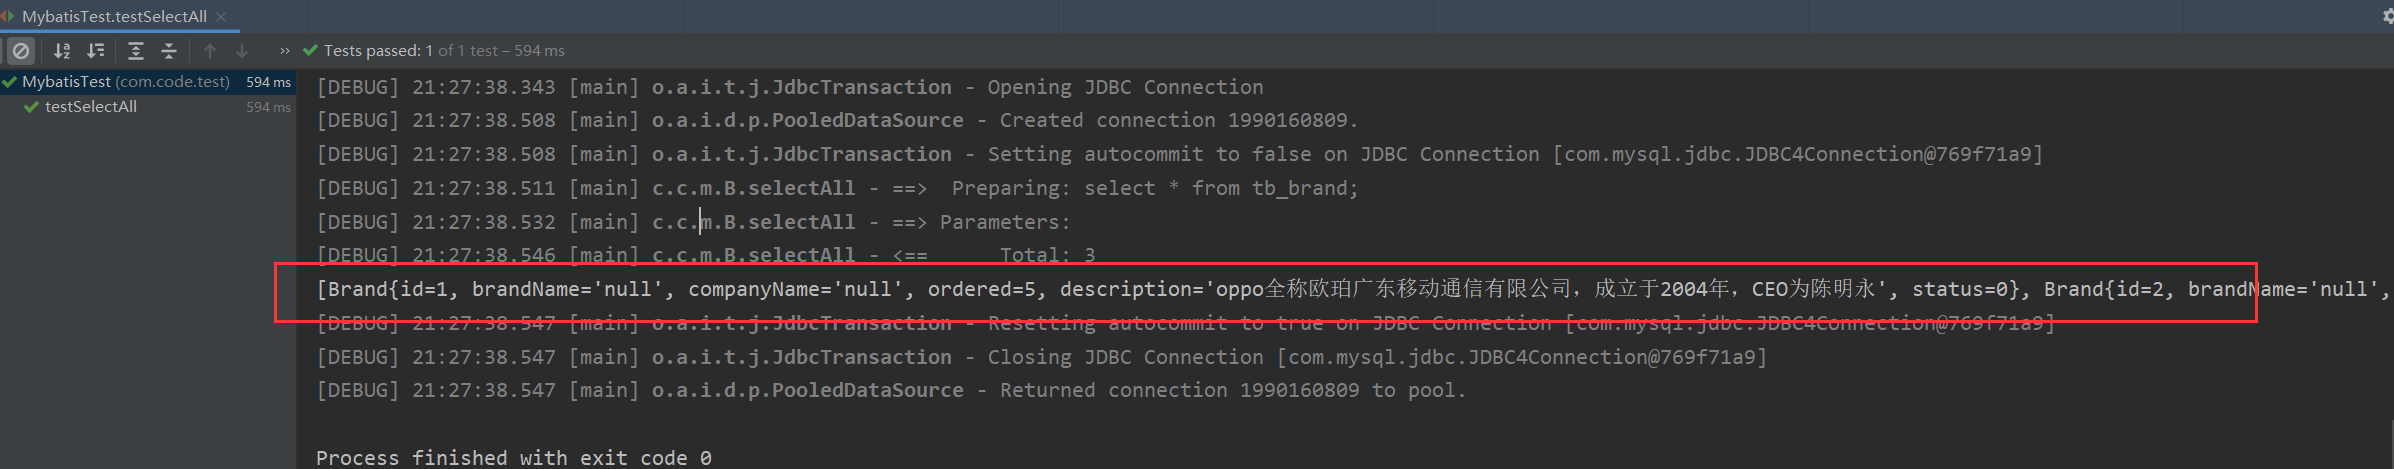 MybatisTest.testSelectAll
Tests passed: 1 of 1 test – 594 ms
MybatisTest (com.code.test) 594 ms
testSelectAll 594 ms
[DEBUG] 21:27:38.343 [main] o.a.i.t.j.JdbcTransaction - Opening JDBC Connection
[DEBUG] 21:27:38.508 [main] o.a.i.d.p.PooledDataSource - Created connection 1990160809.
[DEBUG] 21:27:38.508 [main] o.a.i.t.j.JdbcTransaction - Setting autocommit to false on JDBC Connection [com.mysql.jdbc.JDBC4Connection@769f71a9]
[DEBUG] 21:27:38.511 [main] c.c.m.B.selectAll - ==>  Preparing: select * from tb_brand;
[DEBUG] 21:27:38.532 [main] c.c.m.B.selectAll - ==> Parameters:
[DEBUG] 21:27:38.546 [main] c.c.m.B.selectAll - <==      Total: 3
[Brand{id=1, brandName='null', companyName='null', ordered=5, description='oppo全称欧珀广东移动通信有限公司，成立于2004年，CEO为陈明永', status=0}, Brand{id=2, brandName='null',
[DEBUG] 21:27:38.547 [main] o.a.i.t.j.JdbcTransaction - Resetting autocommit to true on JDBC Connection [com.mysql.jdbc.JDBC4Connection@769f71a9]
[DEBUG] 21:27:38.547 [main] o.a.i.t.j.JdbcTransaction - Closing JDBC Connection [com.mysql.jdbc.JDBC4Connection@769f71a9]
[DEBUG] 21:27:38.547 [main] o.a.i.d.p.PooledDataSource - Returned connection 1990160809 to pool.
Process finished with exit code 0